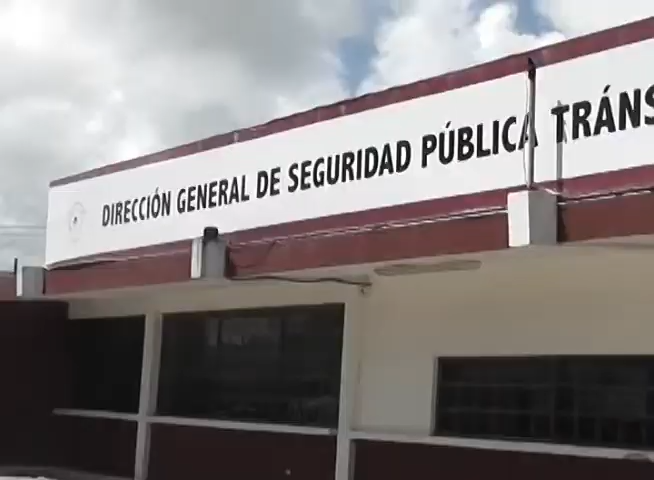 DIRECCIÓN GENERAL DE SEGURIDAD PÚBLICA TRÁNS